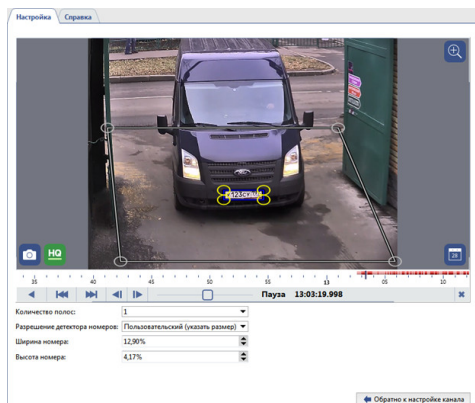 Настройка Справка
HQ
28
35 40 45 50 55 13 05 10
Пауза 13:03:19.998
Количество полос: 1
Разрешение детектора номеров: Пользовательский (указать размер)
Ширина номера: 12,90%
Высота номера: 4,17%
Обратно к настройке канала